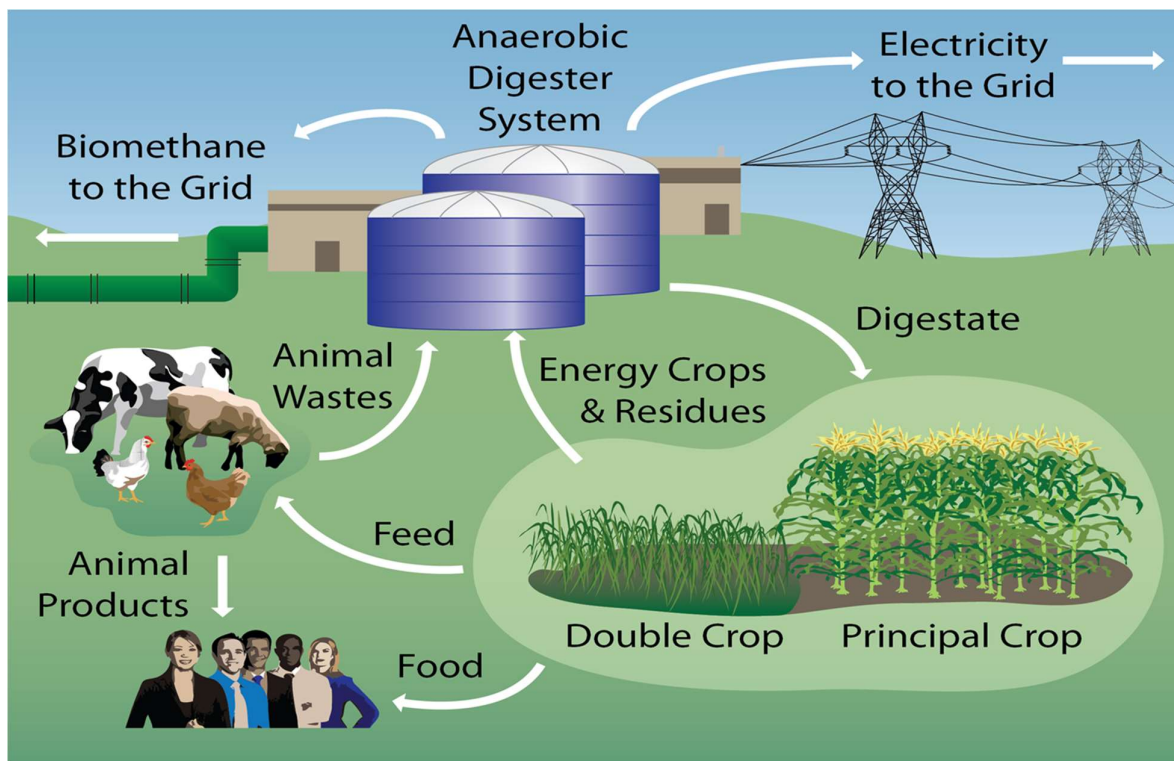 Anaerobic
Digester
System
Electricity
to the Grid
Biomethane
to the Grid
Digestate
Animal
Wastes
Energy Crops
& Residues
Feed
Animal
Products
Double Crop
Principal Crop
Food